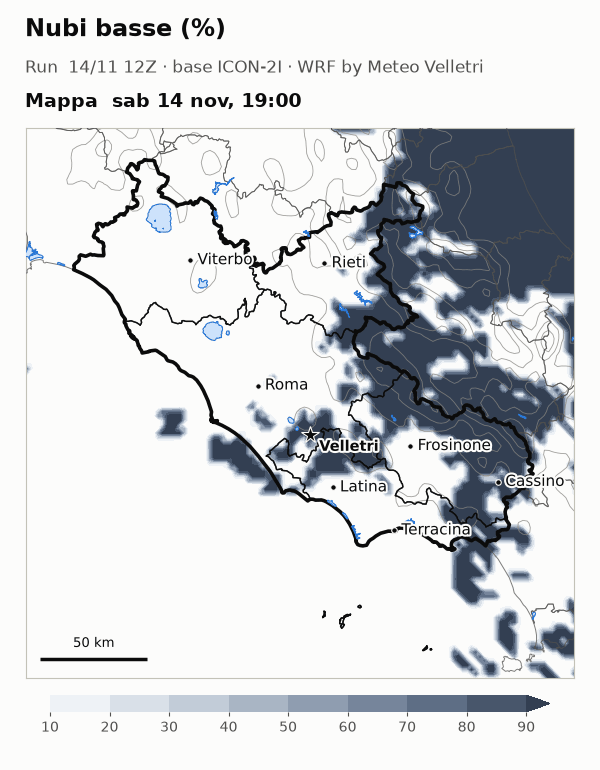 Nubi basse (%)
Run 14/11 12Z · base ICON-2I · WRF by Meteo Velletri
Mappa sab 14 nov, 19:00
Viterbo
Rieti
Roma
Velletri
Frosinone
Cassino
Latina
Terracina
50 km
10 20 30 40 50 60 70 80 90